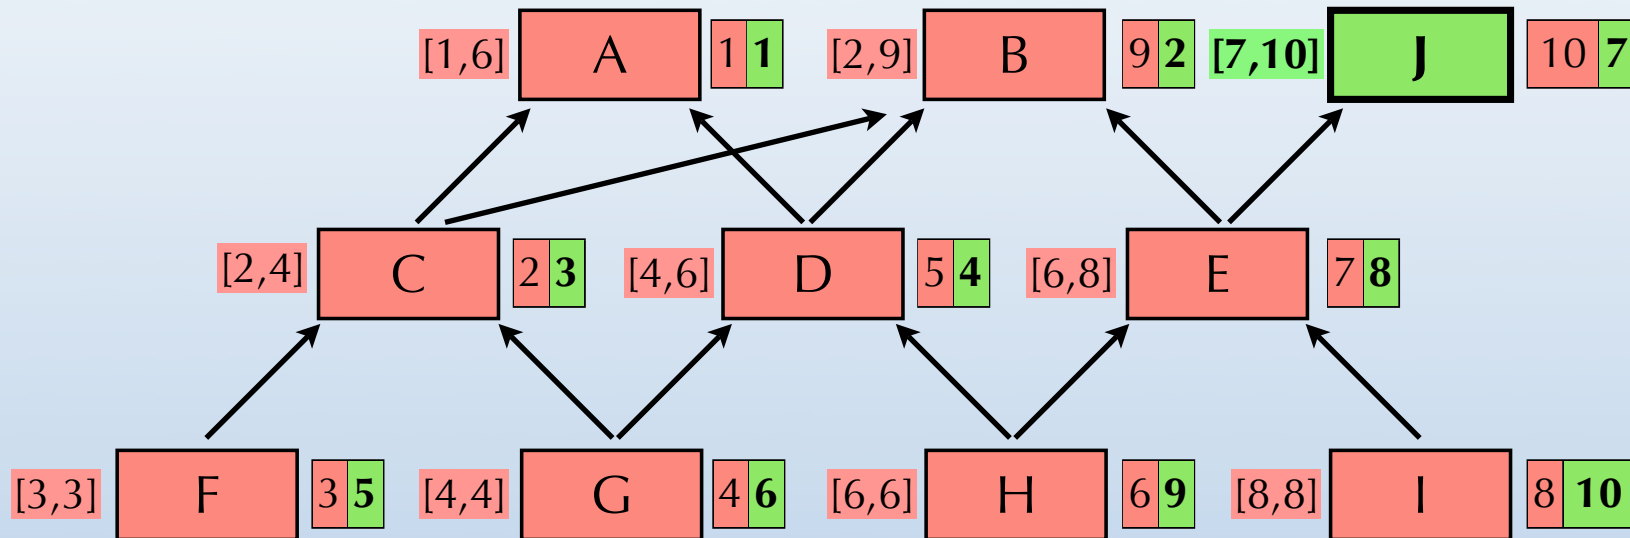 [1,6] A 1 1 [2,9] B 9 2 [7,10] J 10 7
[2,4] C 2 3 [4,6] D 5 4 [6,8] E 7 8
[3,3] F 3 5 [4,4] G 4 6 [6,6] H 6 9 [8,8] I 8 10